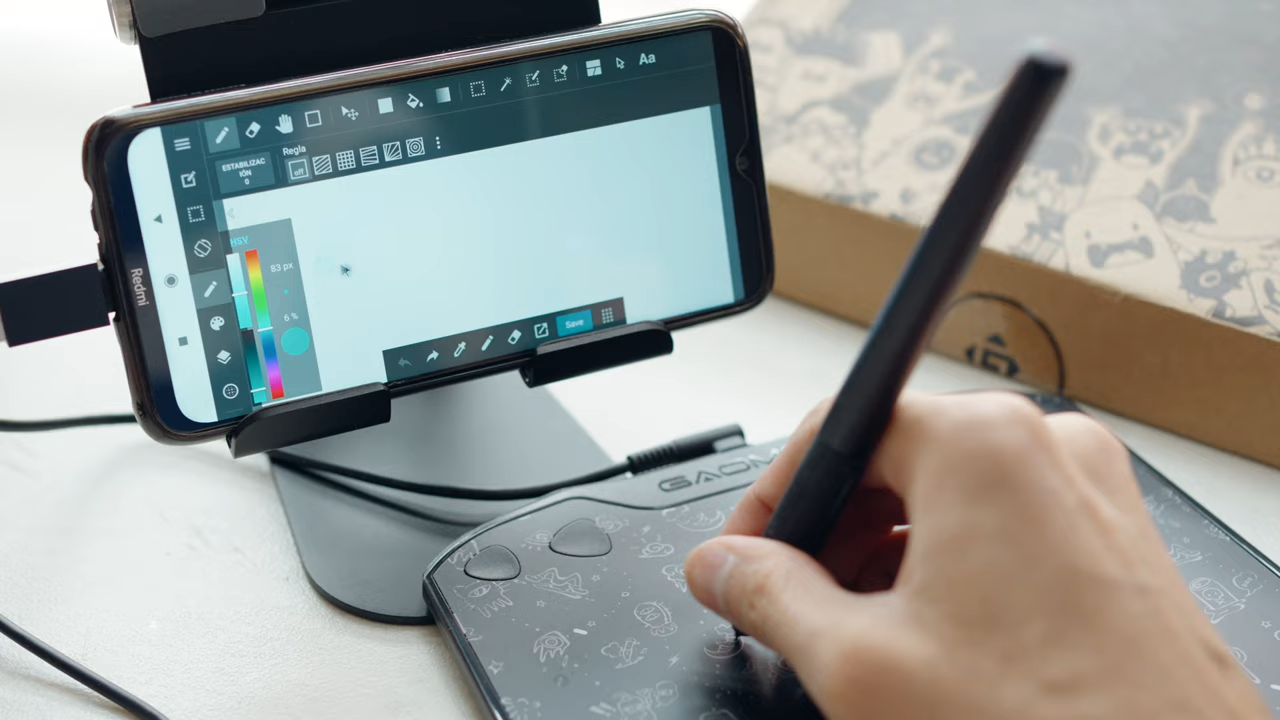 Aa
Regla
ESTABILIZAC
IÓN
0
off
HSV
83 px
6 %
Save
Redmi
GAOM